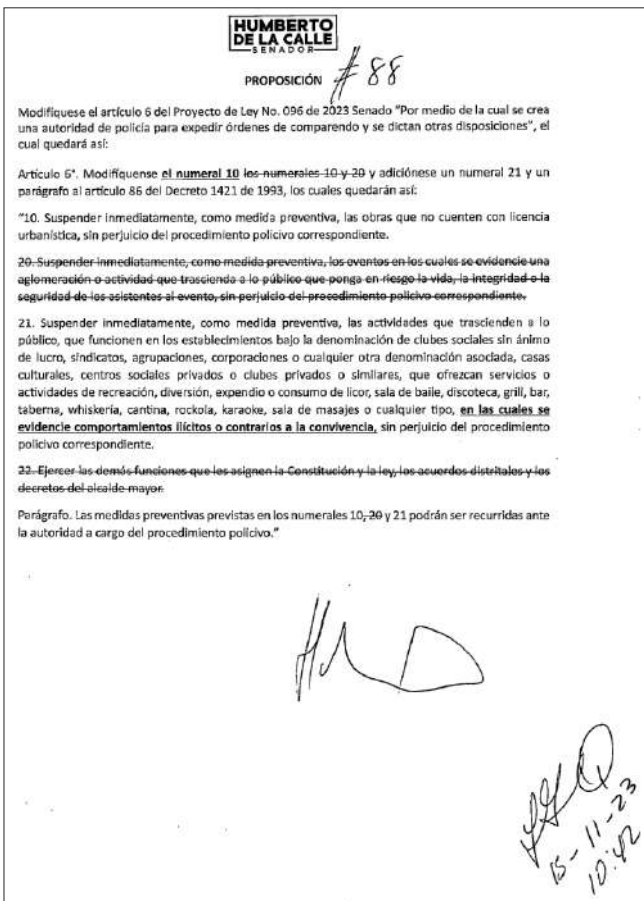 HUMBERTO
DE LA CALLE
SENADOR
PROPOSICIÓN # 88
Modifíquese el artículo 6 del Proyecto de Ley No. 096 de 2023 Senado "Por medio de la cual se crea
una autoridad de policía para expedir órdenes de comparendo y se dictan otras disposiciones", el
cual quedará así:
Artículo 6°. Modifíquense el numeral 10 los numerales 10 y 20 y adiciónese un numeral 21 y un
parágrafo al artículo 86 del Decreto 1421 de 1993, los cuales quedarán así:
"10. Suspender inmediatamente, como medida preventiva, las obras que no cuenten con licencia
urbanística, sin perjuicio del procedimiento policivo correspondiente.
20. Suspender inmediatamente, como medida preventiva, los eventos en los cuales se evidencie una
aglomeración o actividad que trascienda a lo público que ponga en riesgo la vida, la integridad o la
seguridad de los asistentes al evento, sin perjuicio del procedimiento policivo correspondiente.
21. Suspender inmediatamente, como medida preventiva, las actividades que trascienden a lo
público, que funcionen en los establecimientos bajo la denominación de clubes sociales sin ánimo
de lucro, sindicatos, agrupaciones, corporaciones o cualquier otra denominación asociada, casas
culturales, centros sociales privados o clubes privados o similares, que ofrezcan servicios o
actividades de recreación, diversión, expendio o consumo de licor, sala de baile, discoteca, grill, bar,
taberna, whiskería, cantina, rockola, karaoke, sala de masajes o cualquier tipo, en las cuales se
evidencie comportamientos ilícitos o contrarios a la convivencia, sin perjuicio del procedimiento
policivo correspondiente.
22. Ejercer las demás funciones que les asignen la Constitución y la ley, los acuerdos distritales y los
decretos del alcalde mayor.
Parágrafo. Las medidas preventivas previstas en los numerales 10, 20 y 21 podrán ser recurridas ante
la autoridad a cargo del procedimiento policivo."
15-11-23
10:42